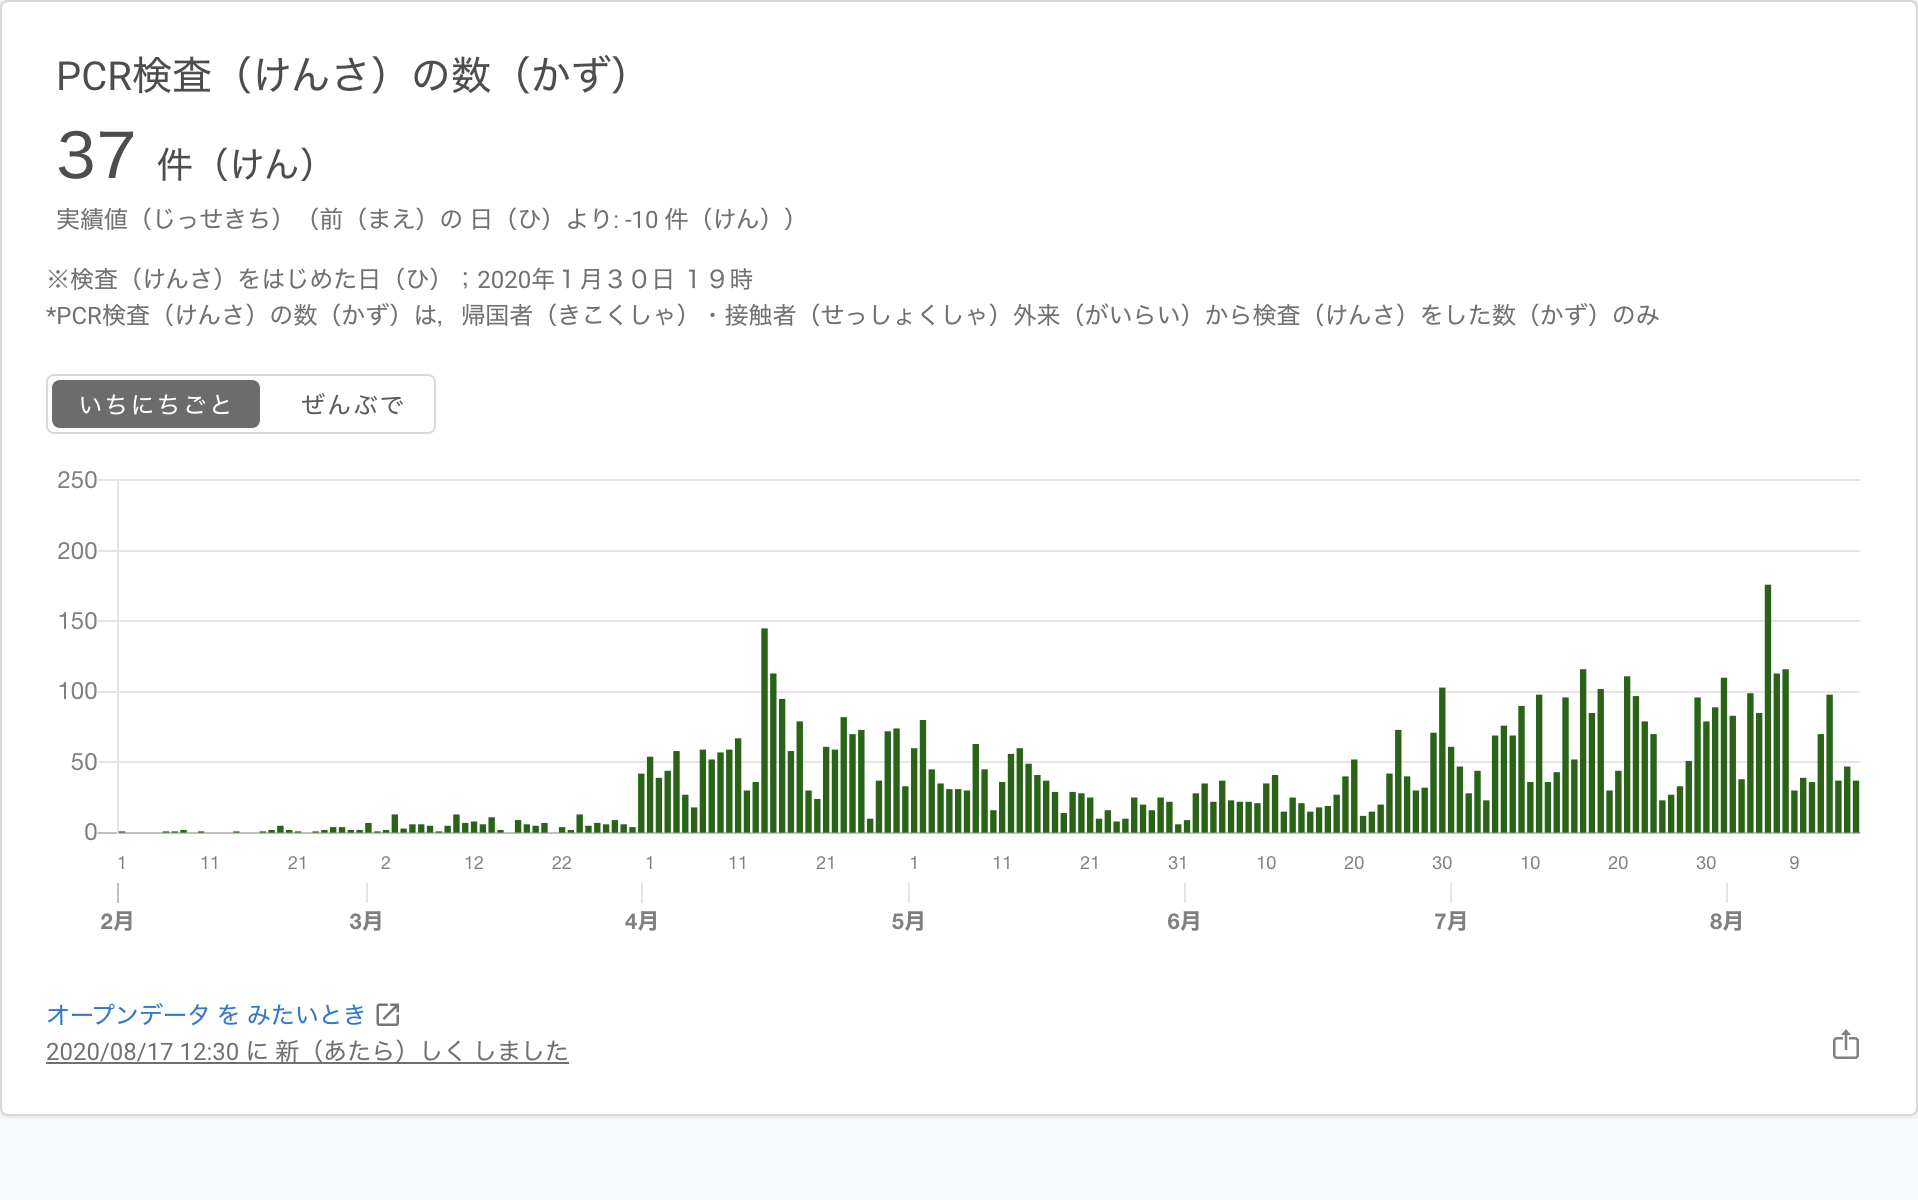 PCR検査（けんさ）の数（かず）
37 件（けん）
実績値（じっせきち）（前（まえ）の 日（ひ）より: -10 件（けん））
※検査（けんさ）をはじめた日（ひ）；2020年１月３０日 １９時
*PCR検査（けんさ）の数（かず）は，帰国者（きこくしゃ）・接触者（せっしょくしゃ）外来（がいらい）から検査（けんさ）をした数（かず）のみ
いちにちごと ぜんぶで
250
200
150
100
50
0
1 11 21 2 12 22 1 11 21 1 11 21 31 10 20 30 10 20 30 9
2月 3月 4月 5月 6月 7月 8月
オープンデータ を みたいとき
2020/08/17 12:30 に 新（あたら）しく しました